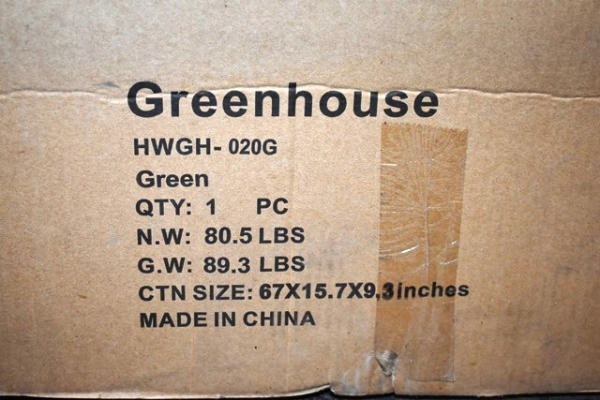 Greenhouse
HWGH- 020G
Green
QTY: 1 PC
N.W: 80.5 LBS
G.W: 89.3 LBS
CTN SIZE: 67X15.7X9.3inches
MADE IN CHINA